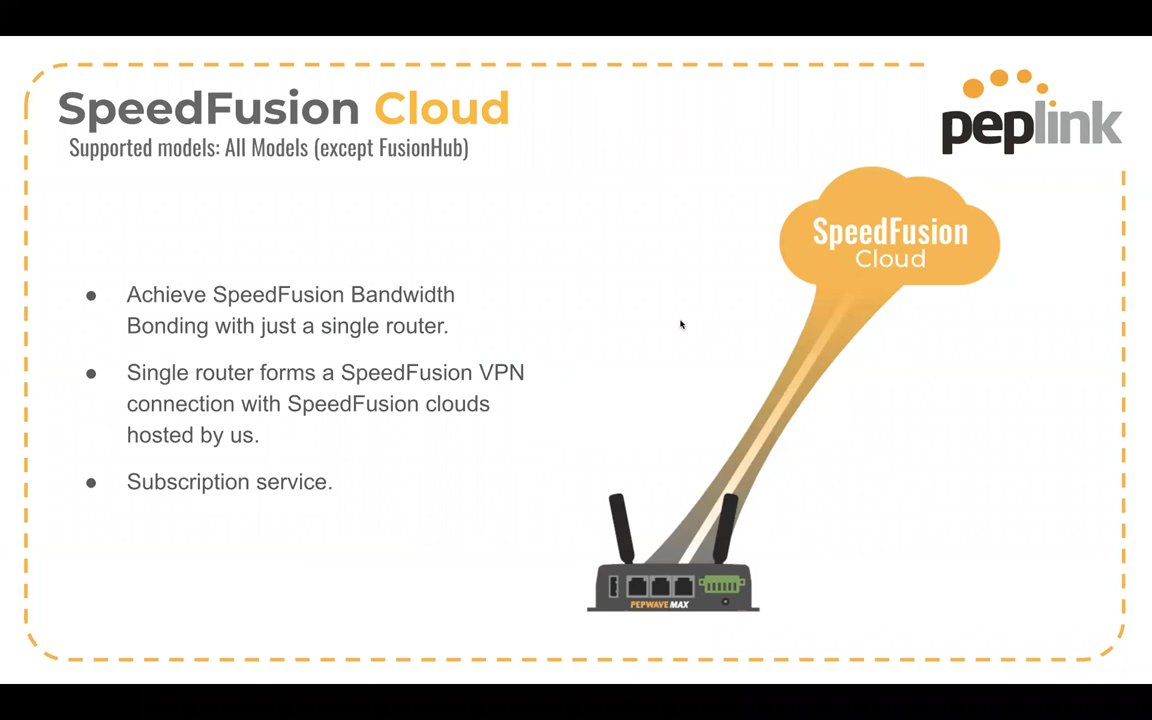 SpeedFusion Cloud
Supported models: All Models (except FusionHub)
peplink
SpeedFusion
Cloud
● Achieve SpeedFusion Bandwidth
Bonding with just a single router.
● Single router forms a SpeedFusion VPN
connection with SpeedFusion clouds
hosted by us.
● Subscription service.
PEPWAVE MAX